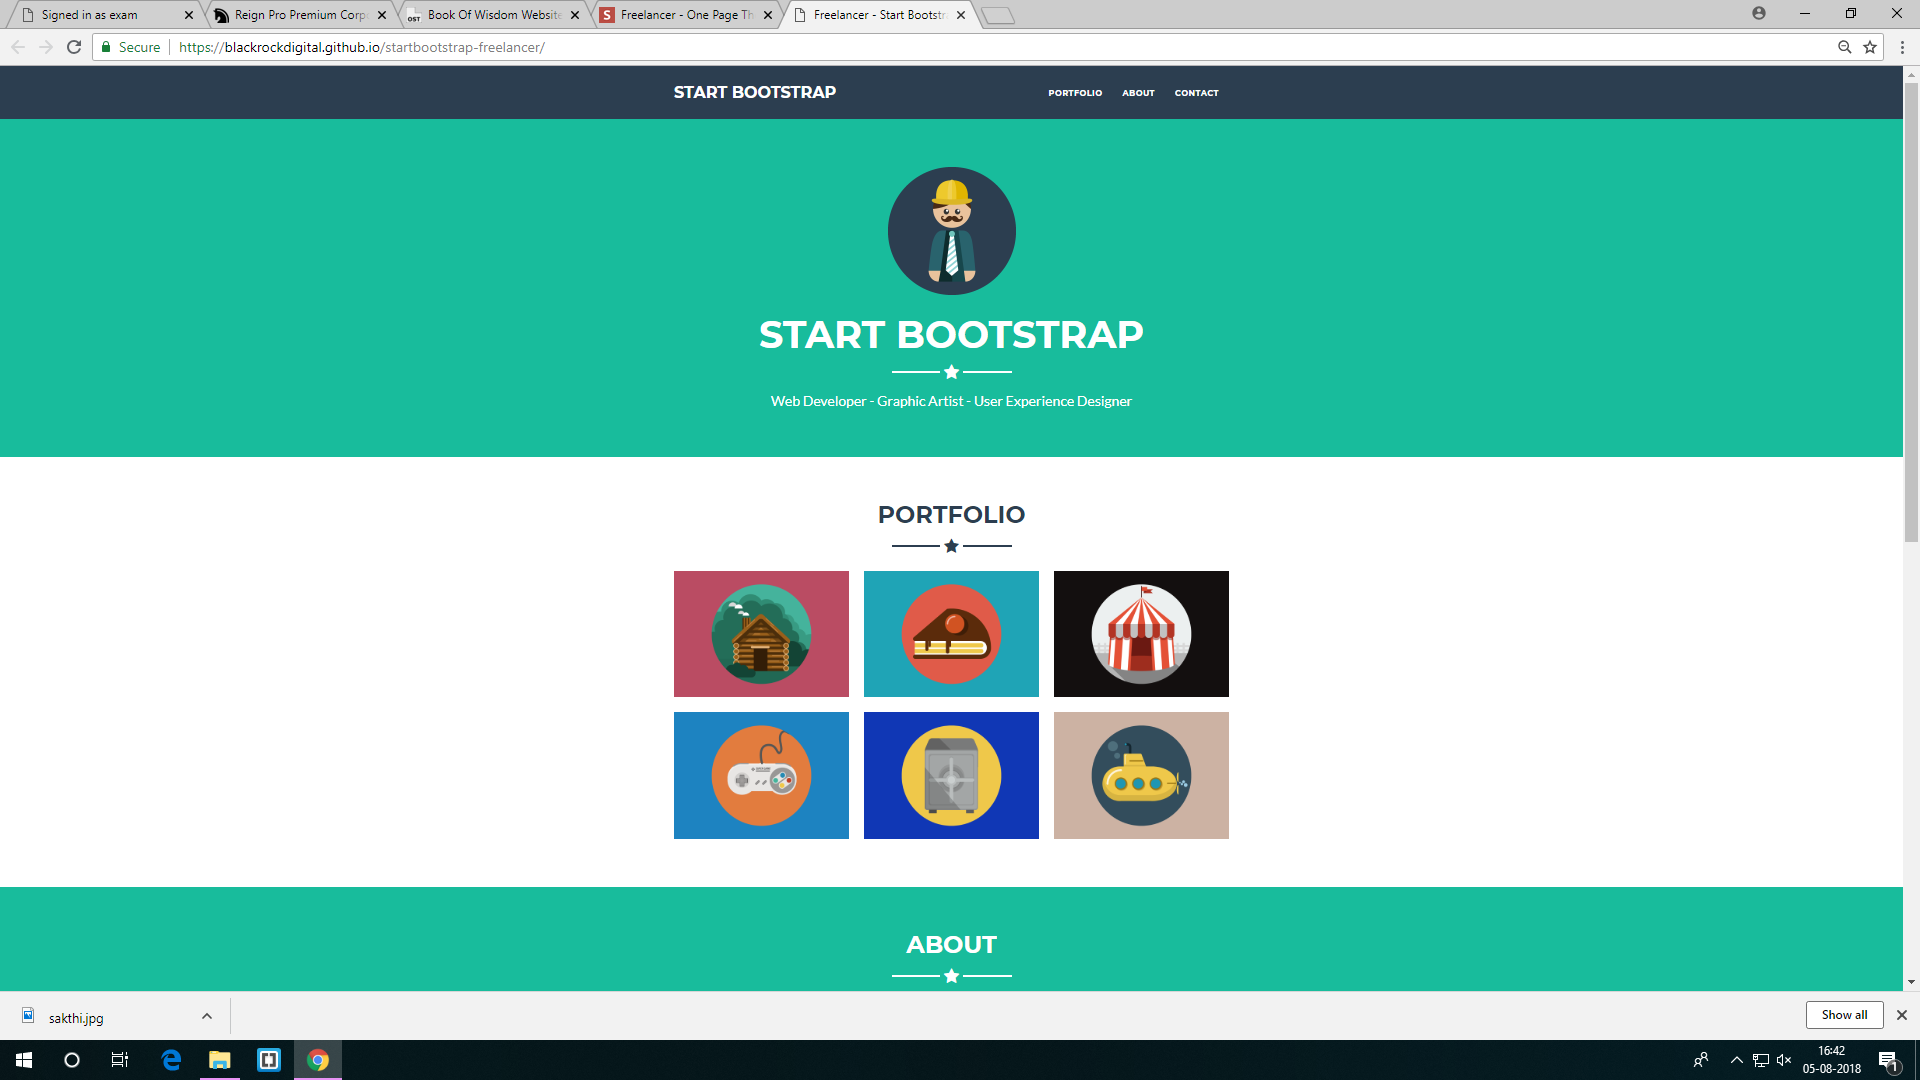 Signed in as exam
Reign Pro Premium Corp
Book Of Wisdom Website
S Freelancer - One Page Th
Freelancer - Start Bootstr
Secure
https://blackrockdigital.github.io/startbootstrap-freelancer/
START BOOTSTRAP
PORTFOLIO
ABOUT
CONTACT
START BOOTSTRAP
Web Developer - Graphic Artist - User Experience Designer
PORTFOLIO
ABOUT
sakthi.jpg
Show all
16:42
05-08-2018
1